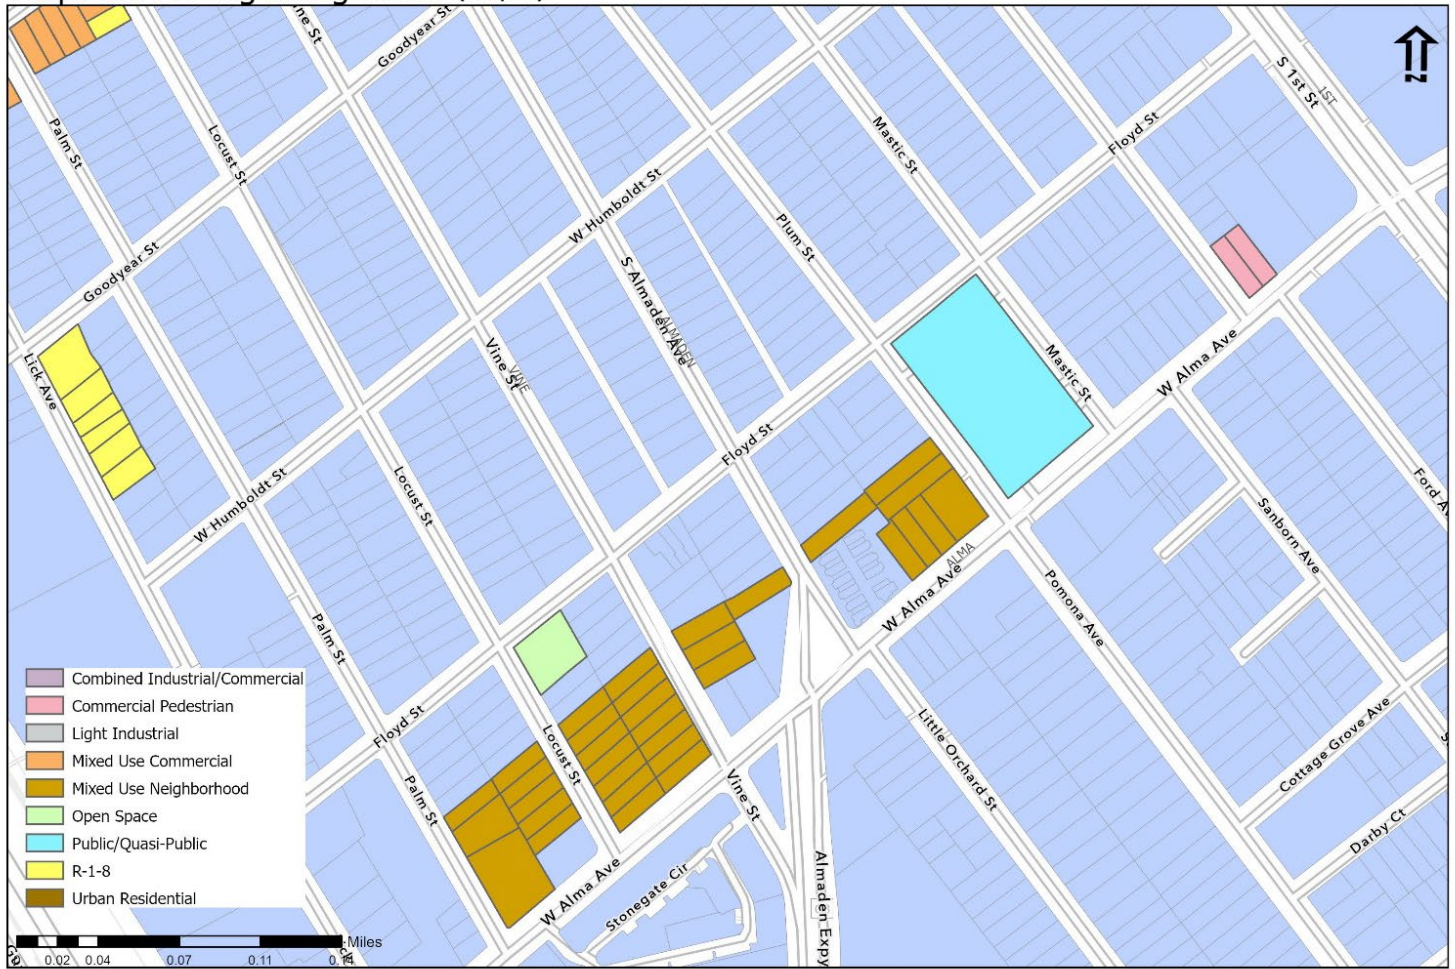 Goodyear St
S 1st St
1ST
Palm St
Locust St
Mastic St
Floyd St
W Humboldt St
Plum St
S Almaden Ave
ALMADEN
Goodyear St
Lick Ave
Vine St
VINE
Mastic St
W Alma Ave
Floyd St
W Humboldt St
Locust St
Sanborn Ave
ALMA
W Alma Ave
Pomona Ave
Palm St
Floyd St
Locust St
Palm St
Vine St
Little Orchard St
Cottage Grove Ave
Darby Ct
W Alma Ave
Stonegate Cir
Almaden Expy
Combined Industrial/Commercial
Commercial Pedestrian
Light Industrial
Mixed Use Commercial
Mixed Use Neighborhood
Open Space
Public/Quasi-Public
R-1-8
Urban Residential
Miles
0.02 0.04 0.07 0.11 0.14
N